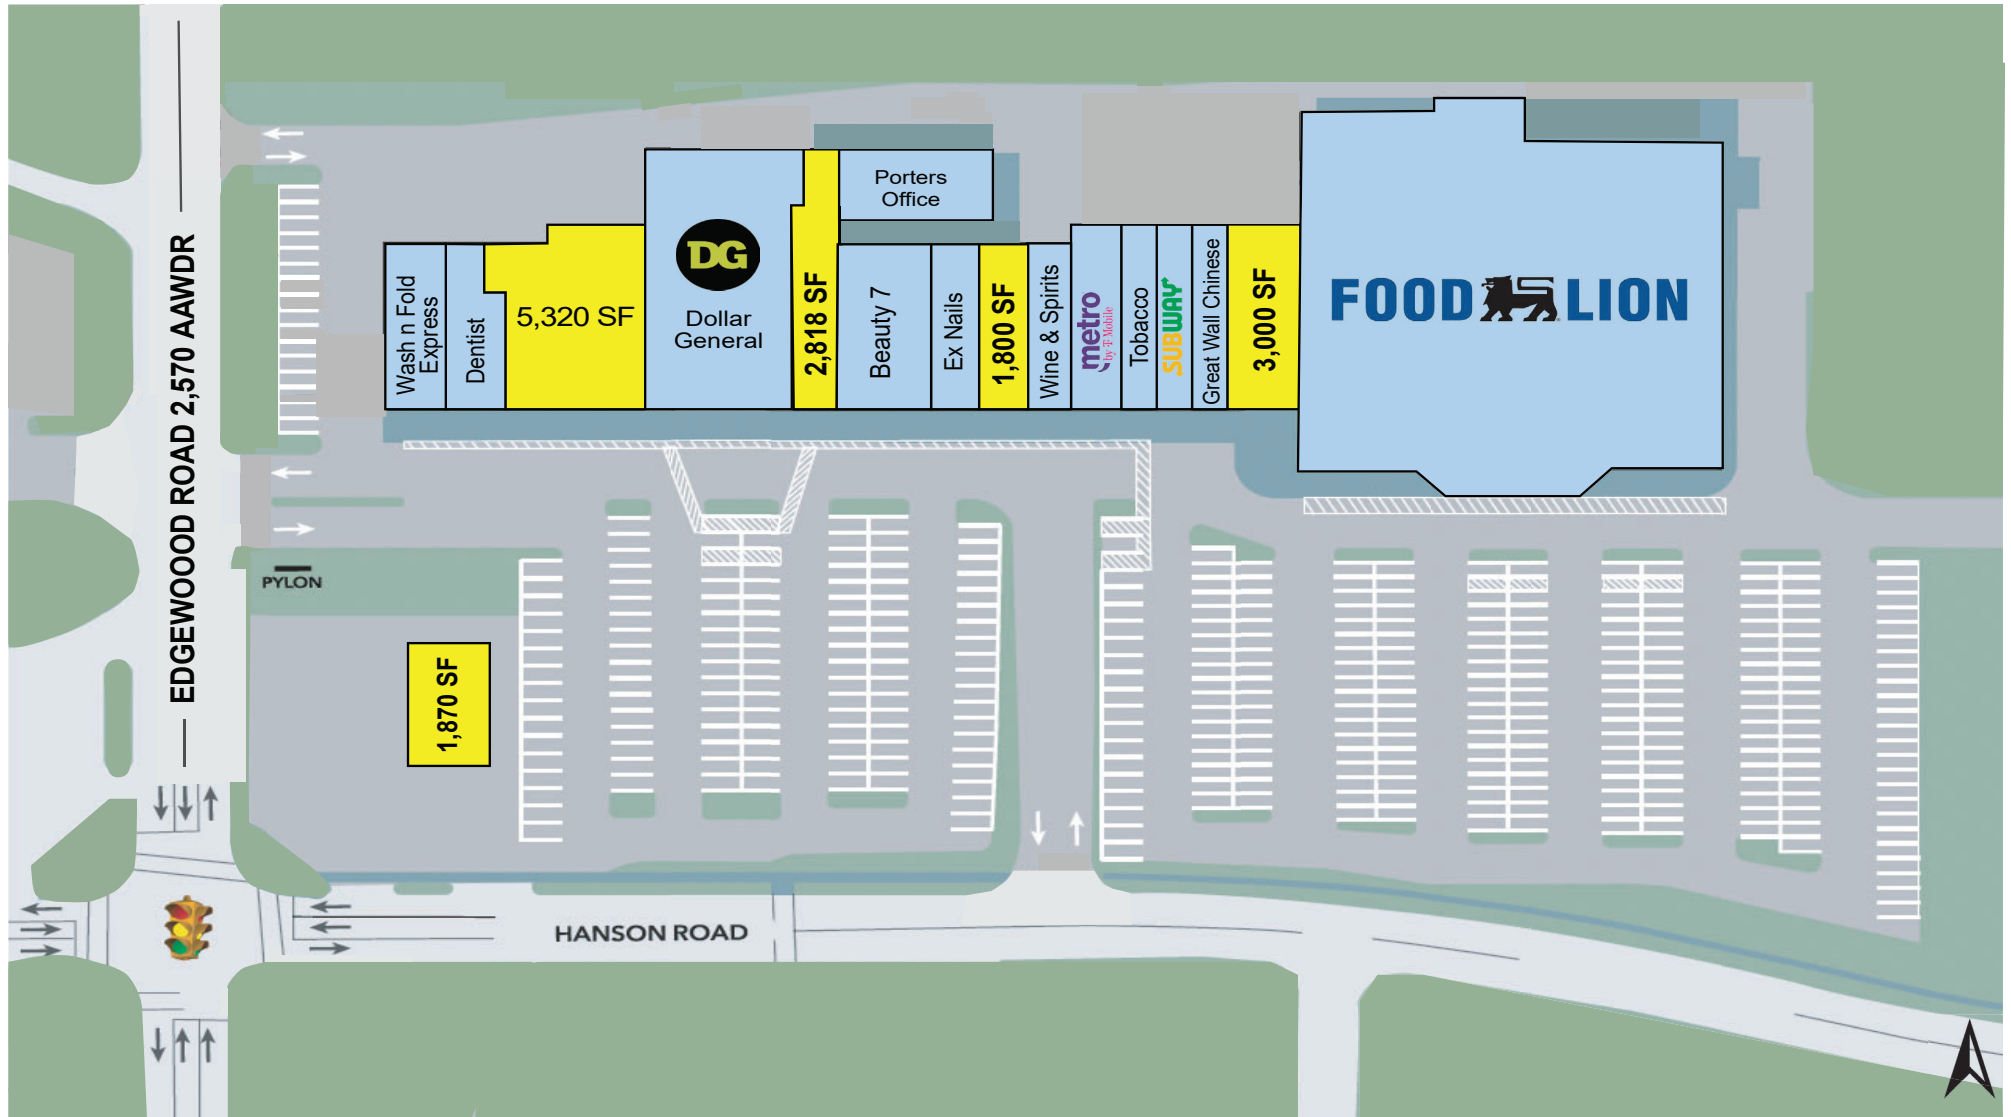 EDGEWOOOD ROAD 2,570 AAWDR
Porters
Office
Wash n Fold
Express
Dentist
5,320 SF
DG
Dollar
General
2,818 SF
Beauty 7
Ex Nails
1,800 SF
Wine & Spirits
metro
by T Mobile
Tobacco
SUBWAY
Great Wall Chinese
3,000 SF
FOOD LION
PYLON
1,870 SF
HANSON ROAD